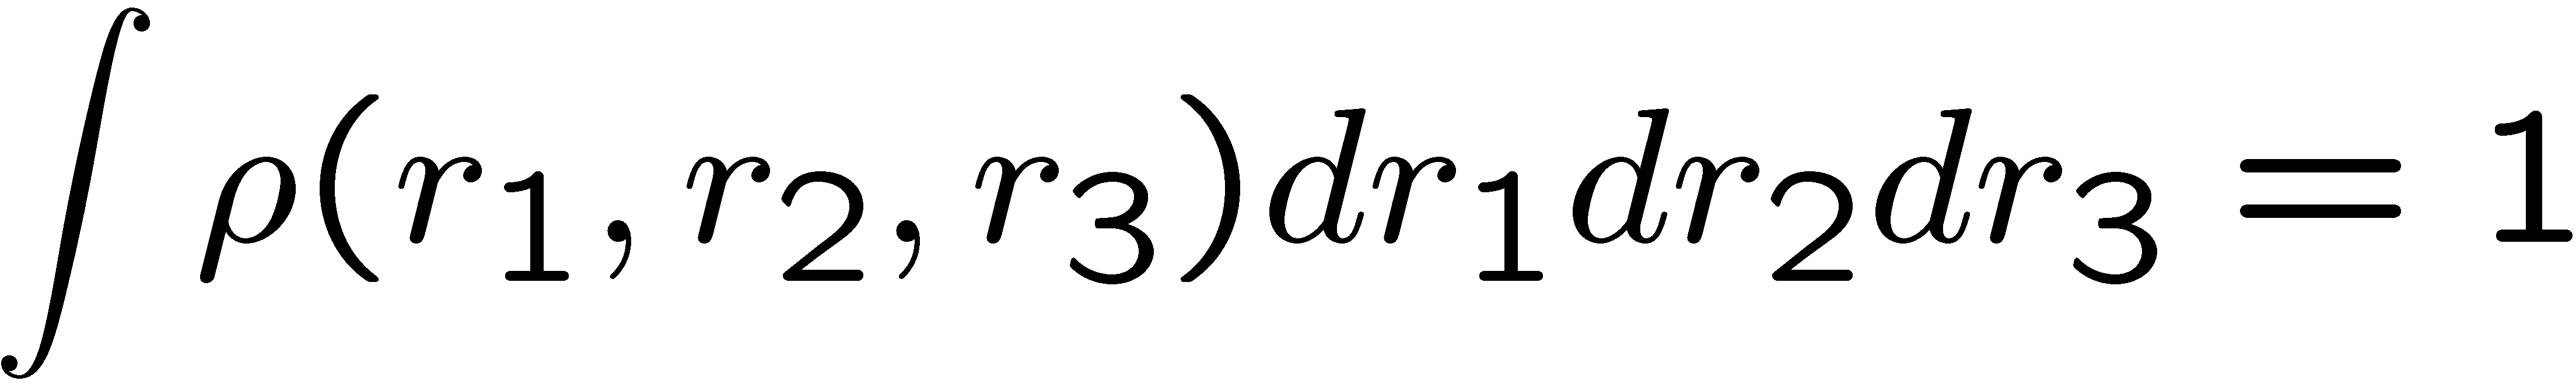 ∫ρ(r₁, r₂, r₃)dr₁dr₂dr₃ = 1